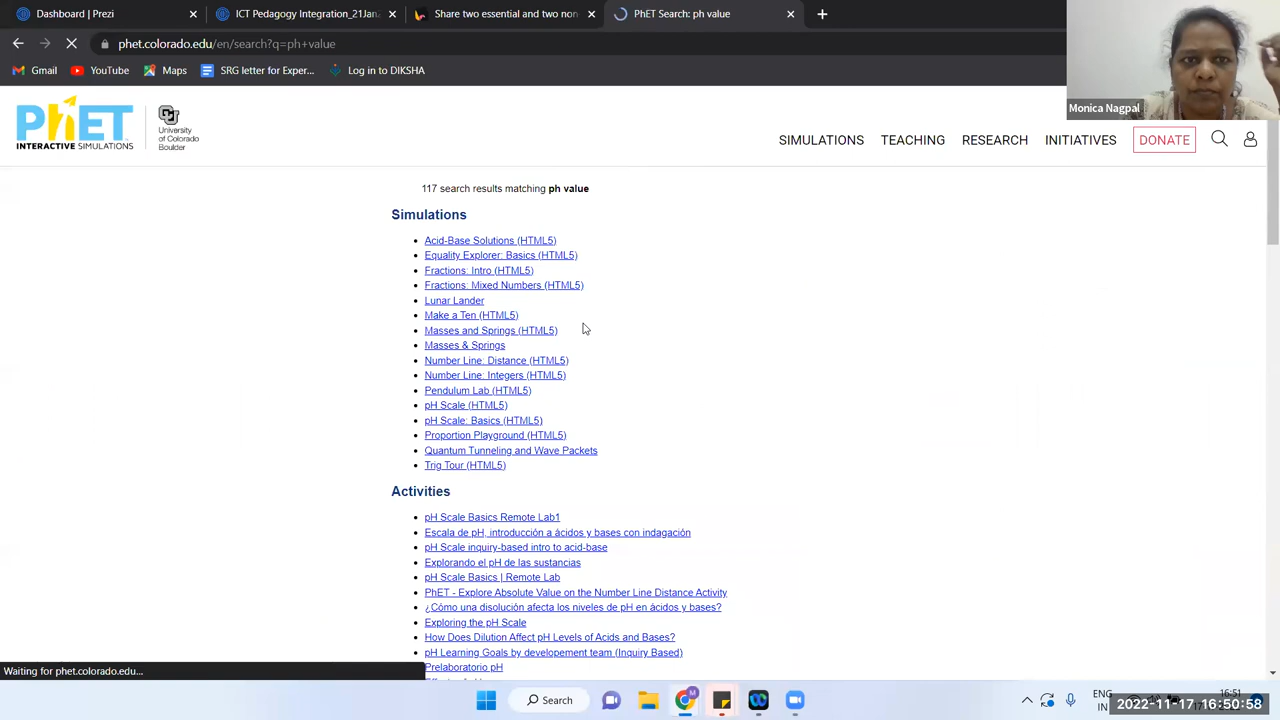 Dashboard | Prezi
ICT Pedagogy Integration_21Jan
Share two essential and two non
PhET Search: ph value
phet.colorado.edu/en/search?q=ph+value
Gmail
YouTube
Maps
SRG letter for Exper...
Log in to DIKSHA
Monica Nagpal
PhET
INTERACTIVE SIMULATIONS
University
of Colorado
Boulder
SIMULATIONS TEACHING RESEARCH INITIATIVES DONATE
117 search results matching ph value
Simulations
Acid-Base Solutions (HTML5)
Equality Explorer: Basics (HTML5)
Fractions: Intro (HTML5)
Fractions: Mixed Numbers (HTML5)
Lunar Lander
Make a Ten (HTML5)
Masses and Springs (HTML5)
Masses & Springs
Number Line: Distance (HTML5)
Number Line: Integers (HTML5)
Pendulum Lab (HTML5)
pH Scale (HTML5)
pH Scale: Basics (HTML5)
Proportion Playground (HTML5)
Quantum Tunneling and Wave Packets
Trig Tour (HTML5)
Activities
pH Scale Basics Remote Lab1
Escala de pH, introducción a ácidos y bases con indagación
pH Scale inquiry-based intro to acid-base
Explorando el pH de las sustancias
pH Scale Basics | Remote Lab
PhET - Explore Absolute Value on the Number Line Distance Activity
¿Cómo una disolución afecta los niveles de pH en ácidos y bases?
Exploring the pH Scale
How Does Dilution Affect pH Levels of Acids and Bases?
pH Learning Goals by developement team (Inquiry Based)
Prelaboratorio pH
Waiting for phet.colorado.edu...
Search
ENG
IN
16:51
2022-11-17 16:50:58